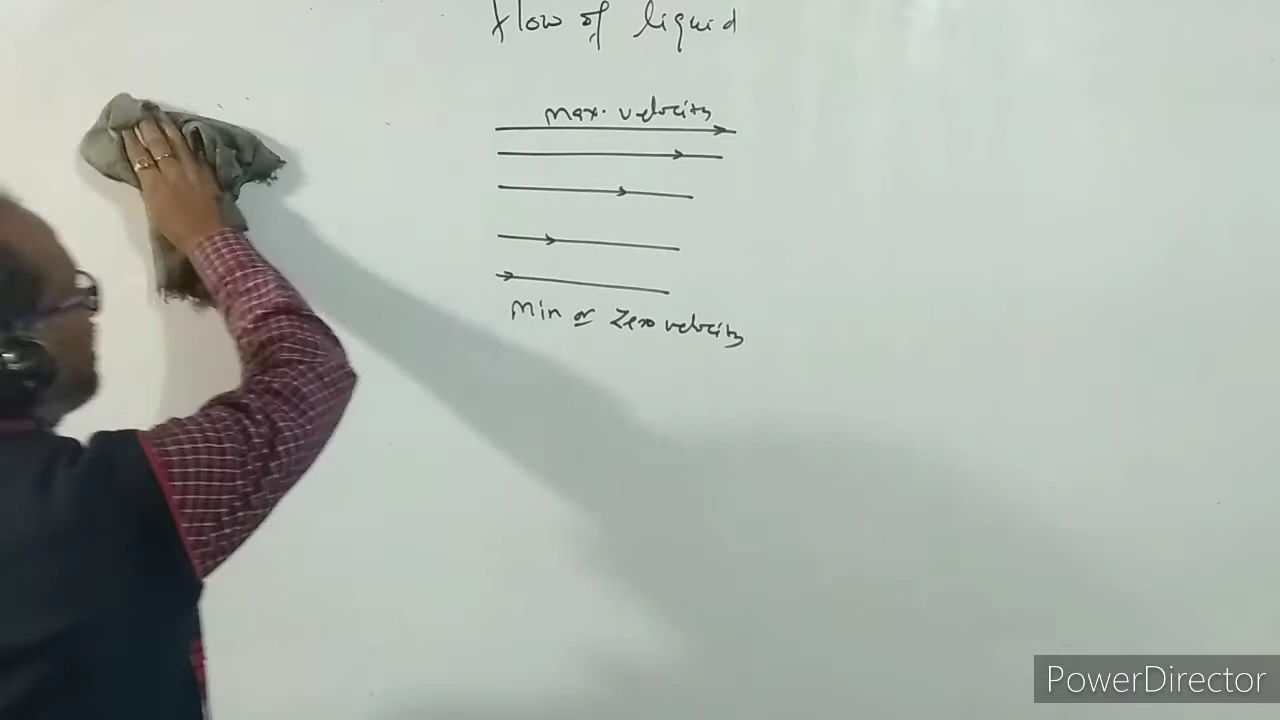 flow of liquid
max. velocity
Min or Zero velocity
PowerDirector